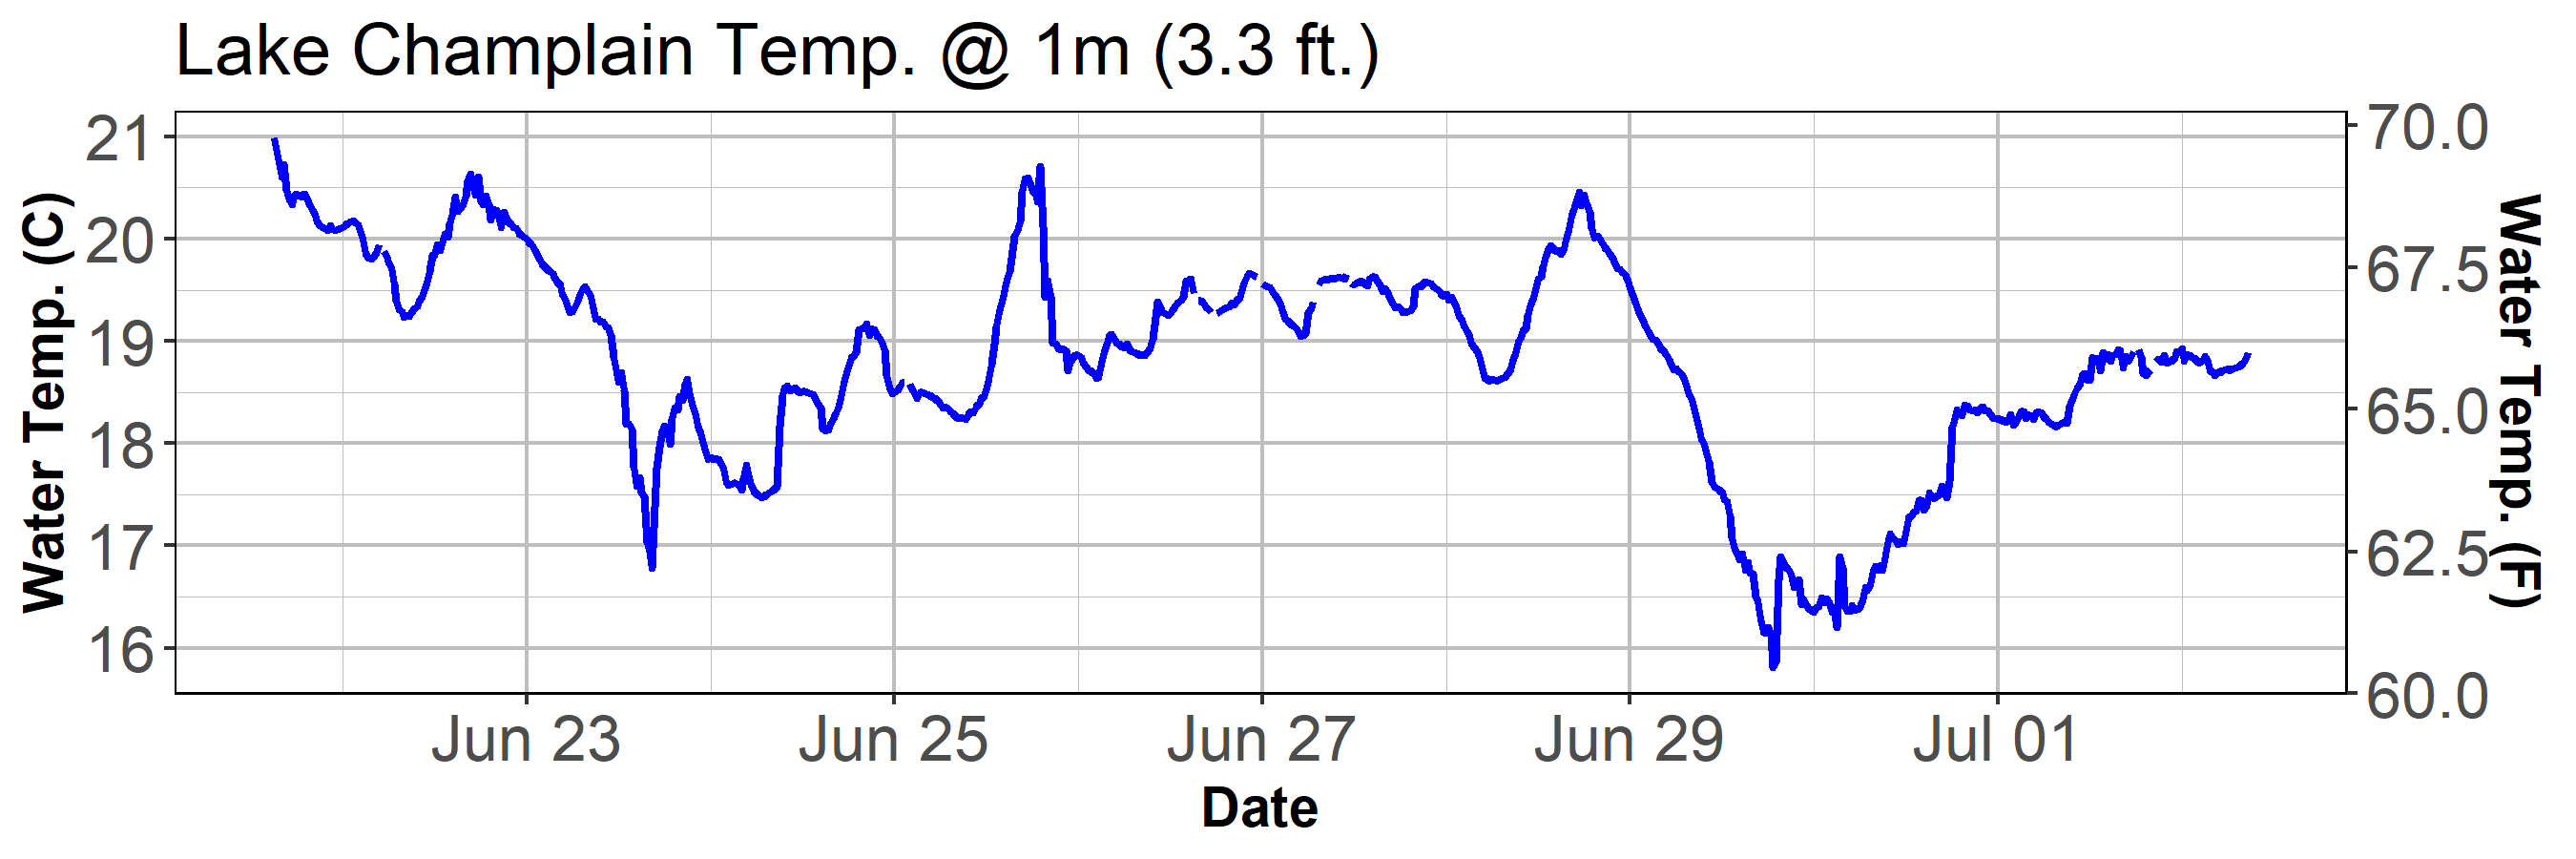 Lake Champlain Temp. @ 1m (3.3 ft.)
Water Temp. (C)
21
20
19
18
17
16
70.0
67.5
65.0
62.5
60.0
Water Temp. (F)
Jun 23 Jun 25 Jun 27 Jun 29 Jul 01
Date